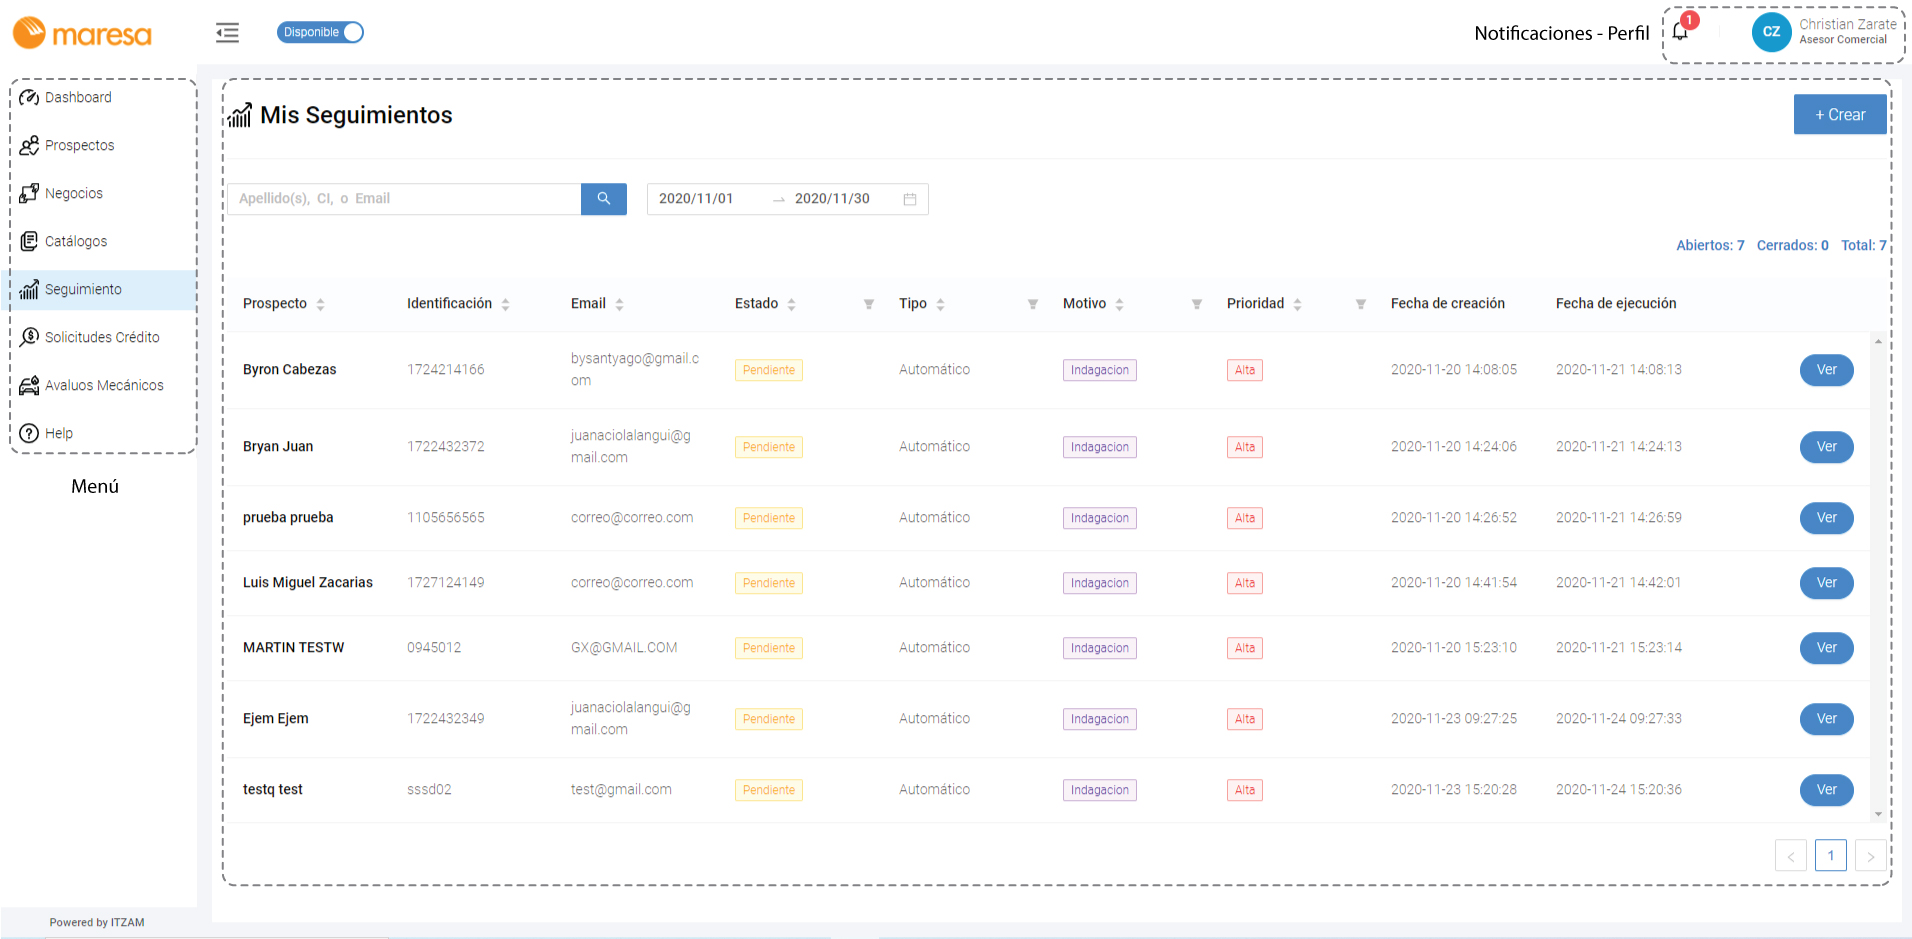 maresa
Disponible
Notificaciones - Perfil
1
CZ
Christian Zarate
Asesor Comercial
Dashboard
Prospectos
Negocios
Catálogos
Seguimiento
Solicitudes Crédito
Avaluos Mecánicos
Help
Menú
Powered by ITZAM
Mis Seguimientos
+ Crear
Apellido(s), CI, o Email
2020/11/01 → 2020/11/30
Abiertos: 7 Cerrados: 0 Total: 7
Prospecto Identificación Email Estado Tipo Motivo Prioridad Fecha de creación Fecha de ejecución
Byron Cabezas 1724214166 bysantyago@gmail.c Pendiente Automático Indagacion Alta 2020-11-20 14:08:05 2020-11-21 14:08:13 Ver
om
Bryan Juan 1722432372 juanaciolalangui@g Pendiente Automático Indagacion Alta 2020-11-20 14:24:06 2020-11-21 14:24:13 Ver
mail.com
prueba prueba 1105656565 correo@correo.com Pendiente Automático Indagacion Alta 2020-11-20 14:26:52 2020-11-21 14:26:59 Ver
Luis Miguel Zacarias 1727124149 correo@correo.com Pendiente Automático Indagacion Alta 2020-11-20 14:41:54 2020-11-21 14:42:01 Ver
MARTIN TESTW 0945012 GX@GMAIL.COM Pendiente Automático Indagacion Alta 2020-11-20 15:23:10 2020-11-21 15:23:14 Ver
Ejem Ejem 1722432349 juanaciolalangui@g Pendiente Automático Indagacion Alta 2020-11-23 09:27:25 2020-11-24 09:27:33 Ver
mail.com
testq test sssd02 test@gmail.com Pendiente Automático Indagacion Alta 2020-11-23 15:20:28 2020-11-24 15:20:36 Ver
< 1 >